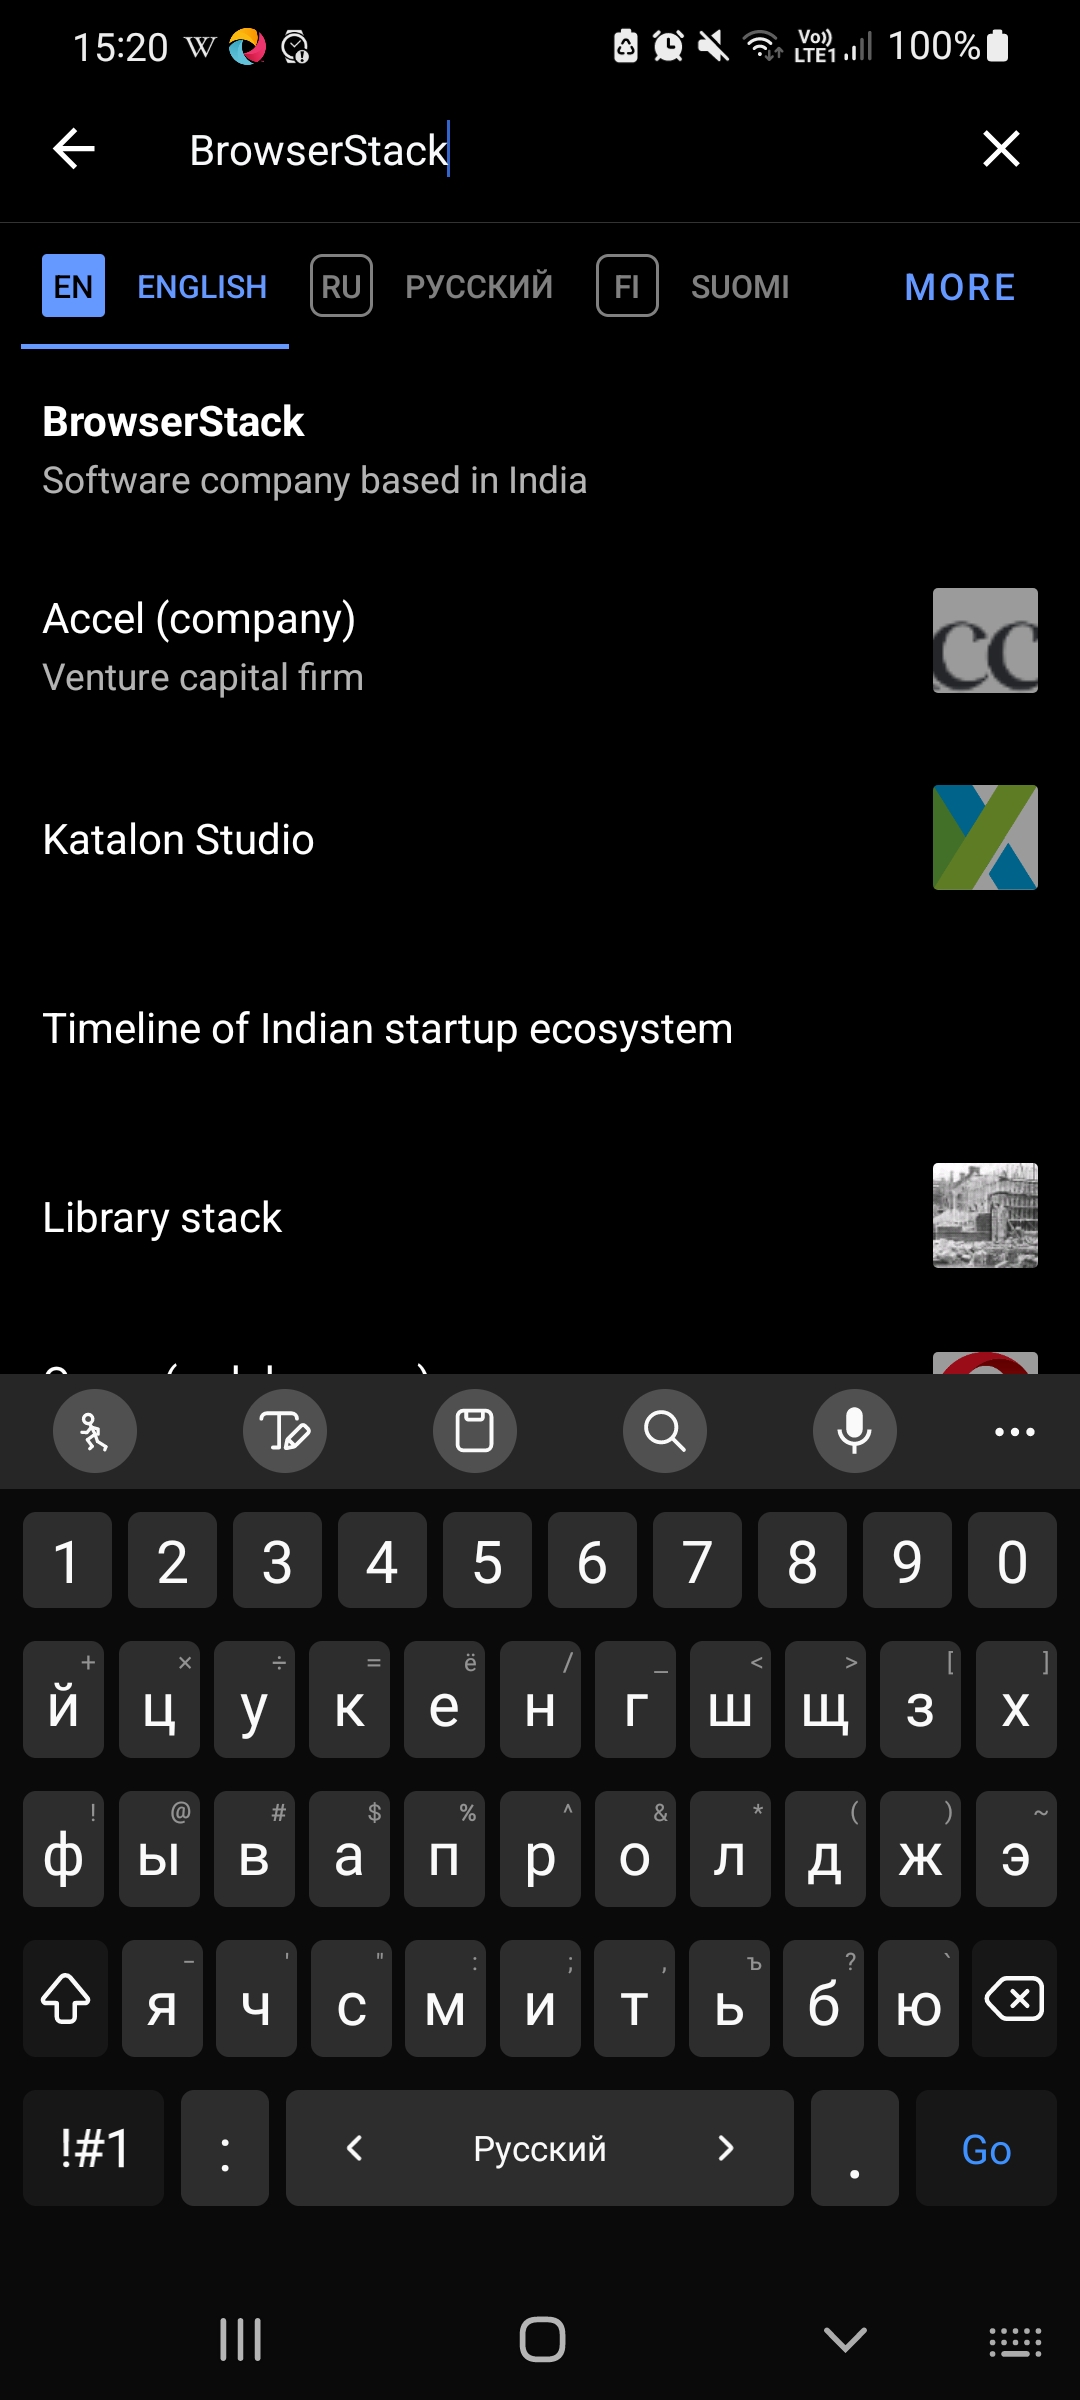 15:20 W Vo)) LTE1 100%
BrowserStack
EN ENGLISH RU РУССКИЙ FI SUOMI MORE
BrowserStack
Software company based in India
Accel (company)
Venture capital firm
CC
Katalon Studio
Timeline of Indian startup ecosystem
Library stack
1 2 3 4 5 6 7 8 9 0
+ × ÷ = ё / _ < > [ ]
й ц у к е н г ш щ з х
! @ # $ % ^ & * ( ) ~
ф ы в а п р о л д ж э
- ' " : ; , ъ ? `
я ч с м и т ь б ю
!#1 : < Русский > . Go